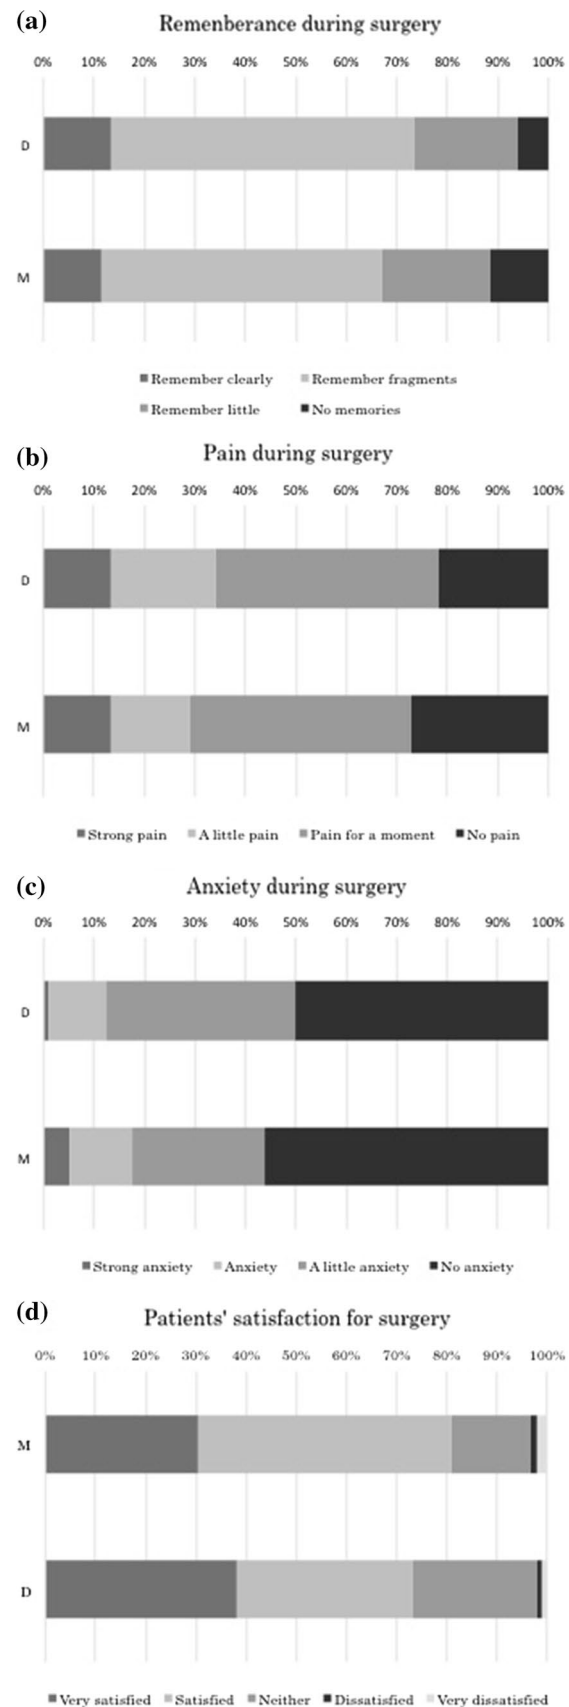 (a)
Remenberance during surgery
0% 10% 20% 30% 40% 50% 60% 70% 80% 90% 100%
D
M
Remember clearly Remember fragments
Remember little No memories
(b)
Pain during surgery
0% 10% 20% 30% 40% 50% 60% 70% 80% 90% 100%
D
M
Strong pain A little pain Pain for a moment No pain
(c)
Anxiety during surgery
0% 10% 20% 30% 40% 50% 60% 70% 80% 90% 100%
D
M
Strong anxiety Anxiety A little anxiety No anxiety
(d)
Patients' satisfaction for surgery
0% 10% 20% 30% 40% 50% 60% 70% 80% 90% 100%
M
D
Very satisfied Satisfied Neither Dissatisfied Very dissatisfied